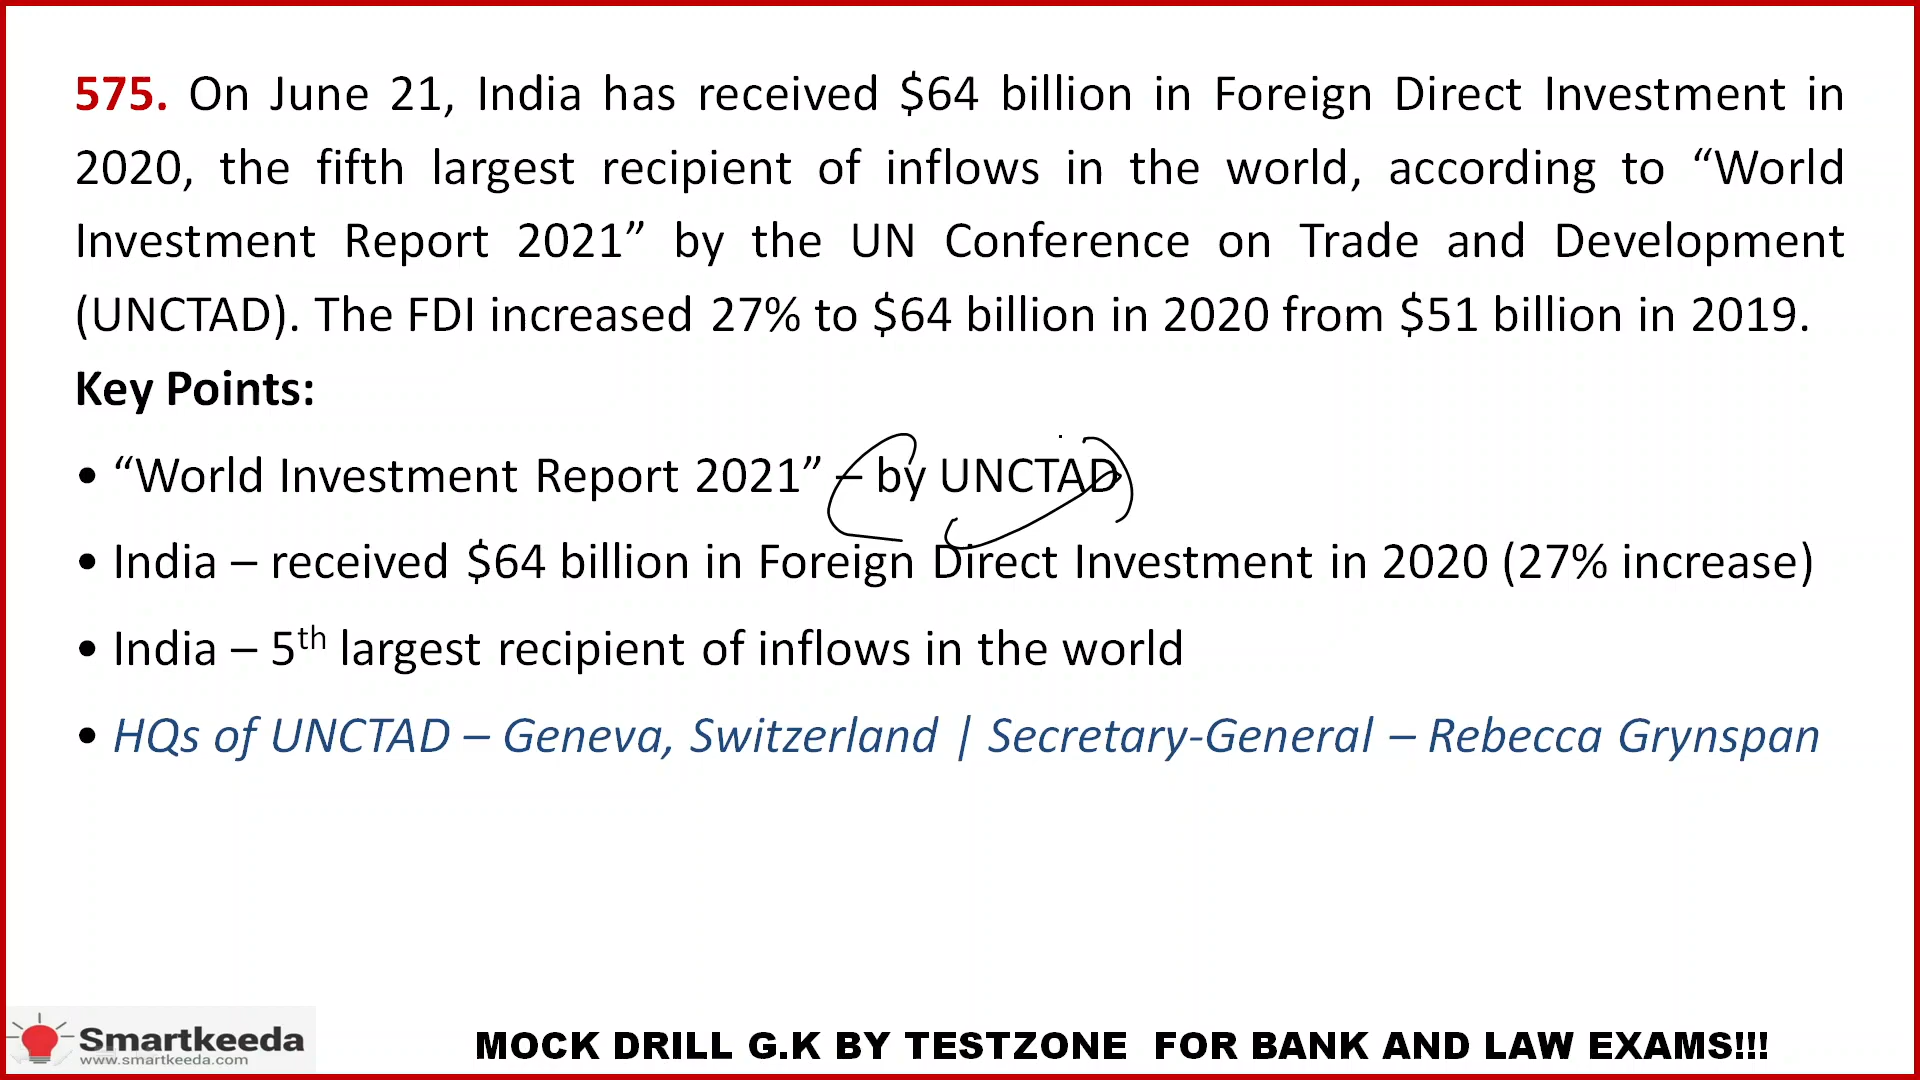 575. On June 21, India has received $64 billion in Foreign Direct Investment in
2020, the fifth largest recipient of inflows in the world, according to “World
Investment Report 2021” by the UN Conference on Trade and Development
(UNCTAD). The FDI increased 27% to $64 billion in 2020 from $51 billion in 2019.
Key Points:
• “World Investment Report 2021” – by UNCTAD
• India – received $64 billion in Foreign Direct Investment in 2020 (27% increase)
• India – 5th largest recipient of inflows in the world
• HQs of UNCTAD – Geneva, Switzerland | Secretary-General – Rebecca Grynspan
Smartkeeda
www.smartkeeda.com
MOCK DRILL G.K BY TESTZONE FOR BANK AND LAW EXAMS!!!